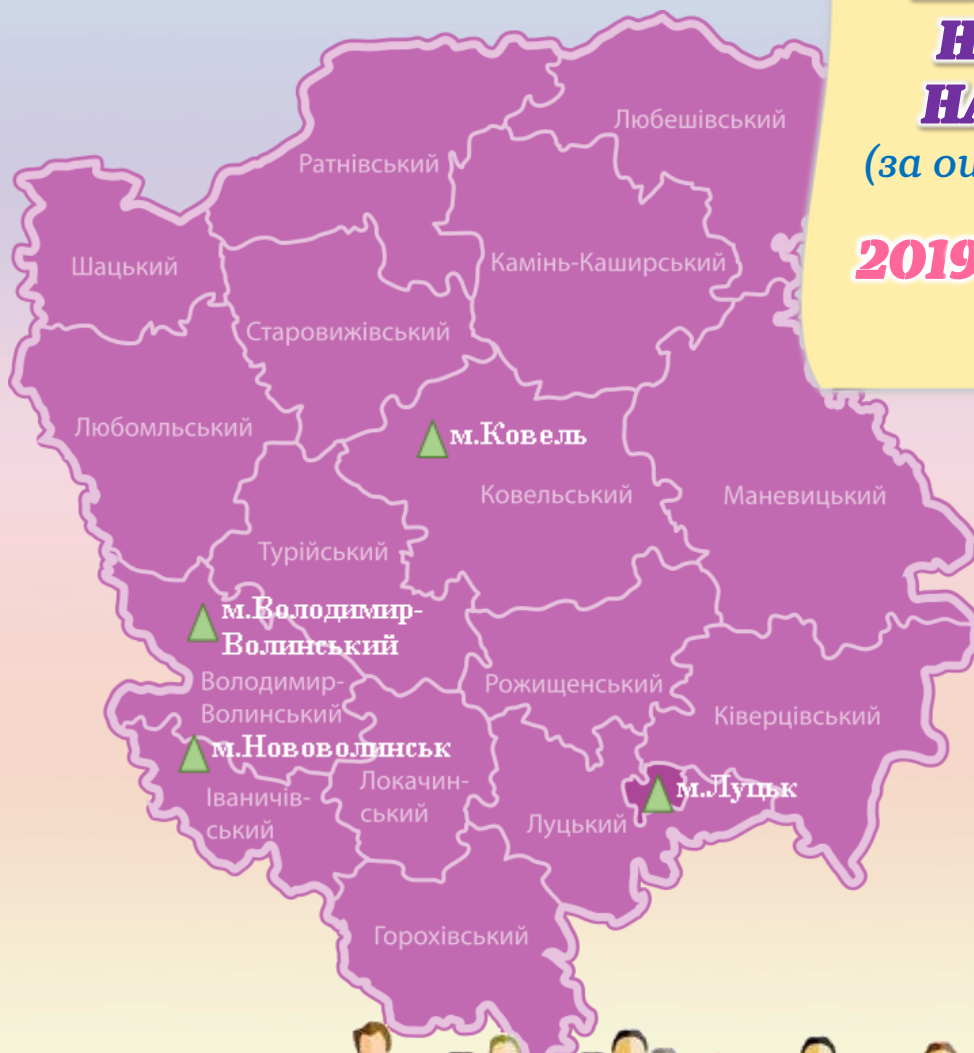 (за
2019
Любешівський
Ратнівський
Шацький
Камінь-Каширський
Старовижівський
Любомльський
м.Ковель
Ковельський
Маневицький
Турійський
м.Володимир-
Волинський
Володимир-
Волинський
Рожищенський
Ківерцівський
м.Нововолинськ
Локачин-
ський
Іваничів-
ський
м.Луцьк
Луцький
Горохівський